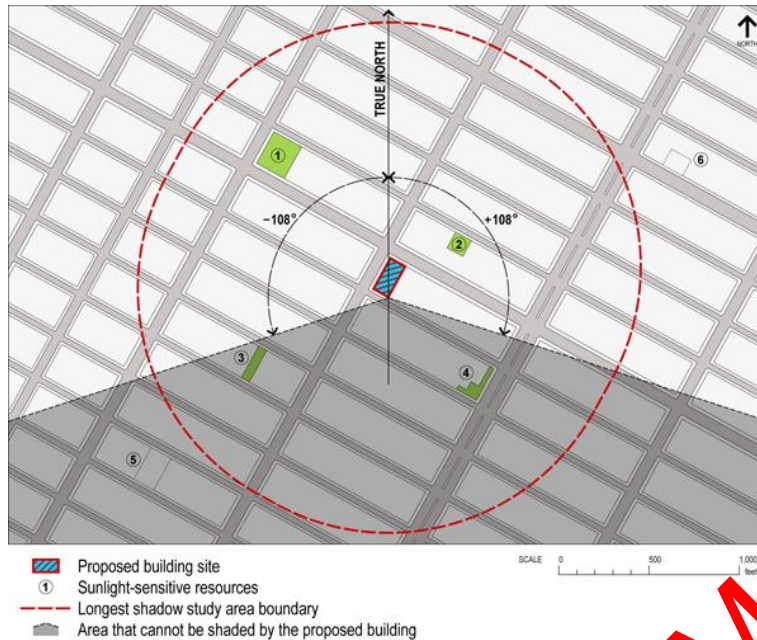 TRUE NORTH
NORTH
1
6
−108°
+108°
2
3
4
5
Proposed building site
1 Sunlight-sensitive resources
Longest shadow study area boundary
Area that cannot be shaded by the proposed building
SCALE 0 500 1,000
feet